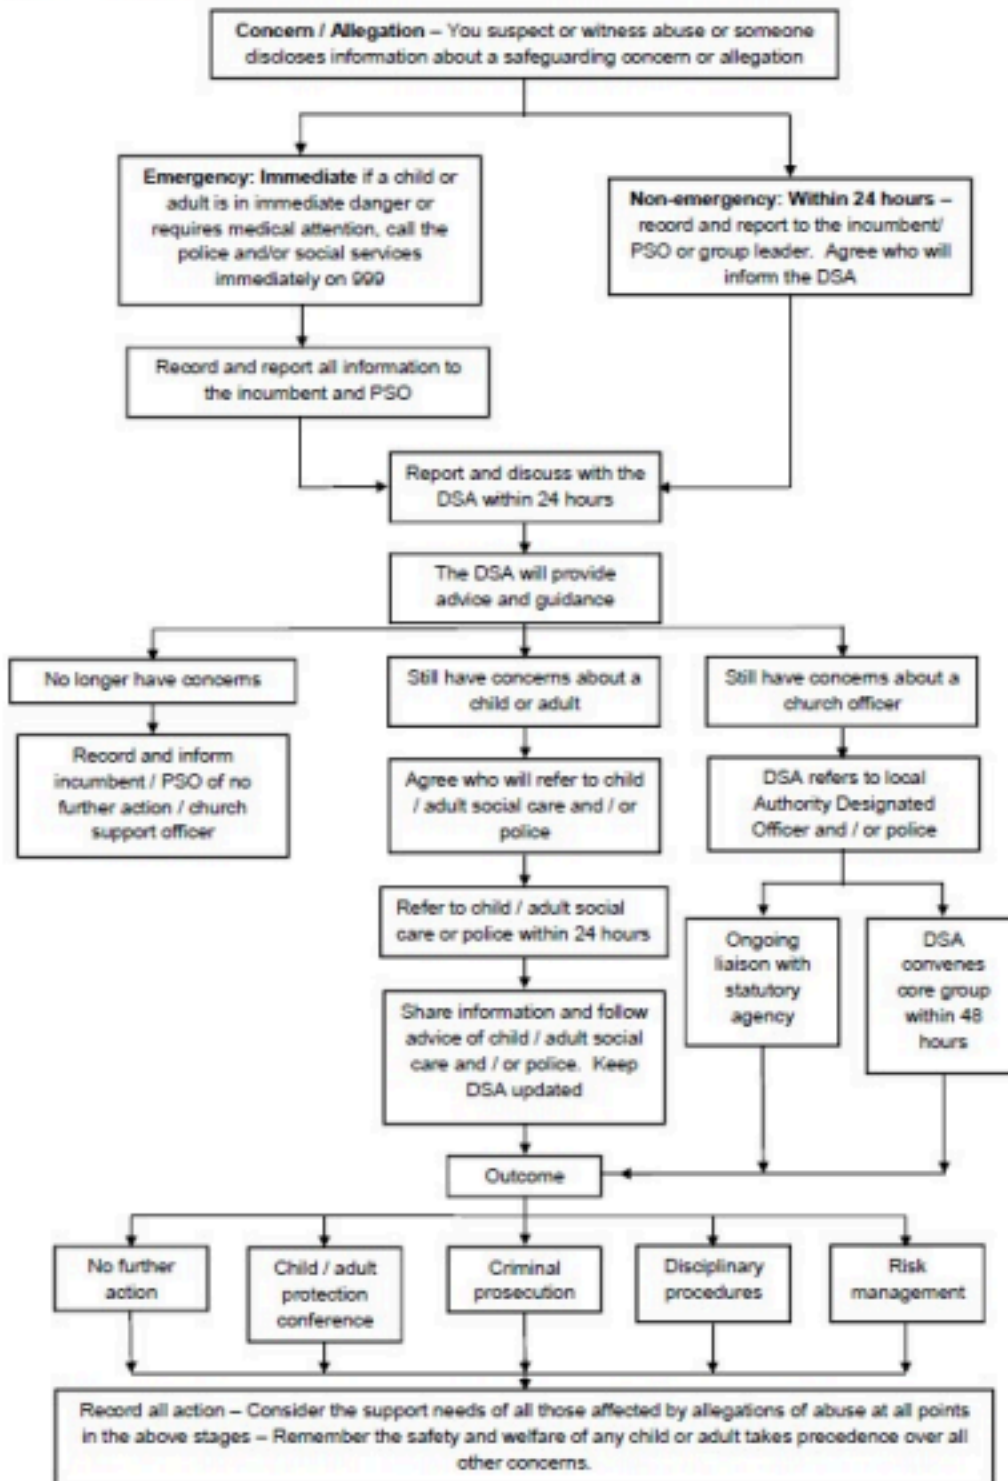 Concern / Allegation – You suspect or witness abuse or someone
discloses information about a safeguarding concern or allegation
Emergency: Immediate if a child or
adult is in immediate danger or
requires medical attention, call the
police and/or social services
immediately on 999
Non-emergency: Within 24 hours –
record and report to the incumbent/
PSO or group leader. Agree who will
inform the DSA
Record and report all information to
the incumbent and PSO
Report and discuss with the
DSA within 24 hours
The DSA will provide
advice and guidance
No longer have concerns
Still have concerns about a
child or adult
Still have concerns about a
church officer
Record and inform
incumbent / PSO of no
further action / church
support officer
Agree who will refer to child
/ adult social care and / or
police
DSA refers to local
Authority Designated
Officer and / or police
Refer to child / adult social
care or police within 24 hours
Ongoing
liaison with
statutory
agency
DSA
convenes
core group
within 48
hours
Share information and follow
advice of child / adult social
care and / or police. Keep
DSA updated
Outcome
No further
action
Child / adult
protection
conference
Criminal
prosecution
Disciplinary
procedures
Risk
management
Record all action – Consider the support needs of all those affected by allegations of abuse at all points
in the above stages – Remember the safety and welfare of any child or adult takes precedence over all
other concerns.